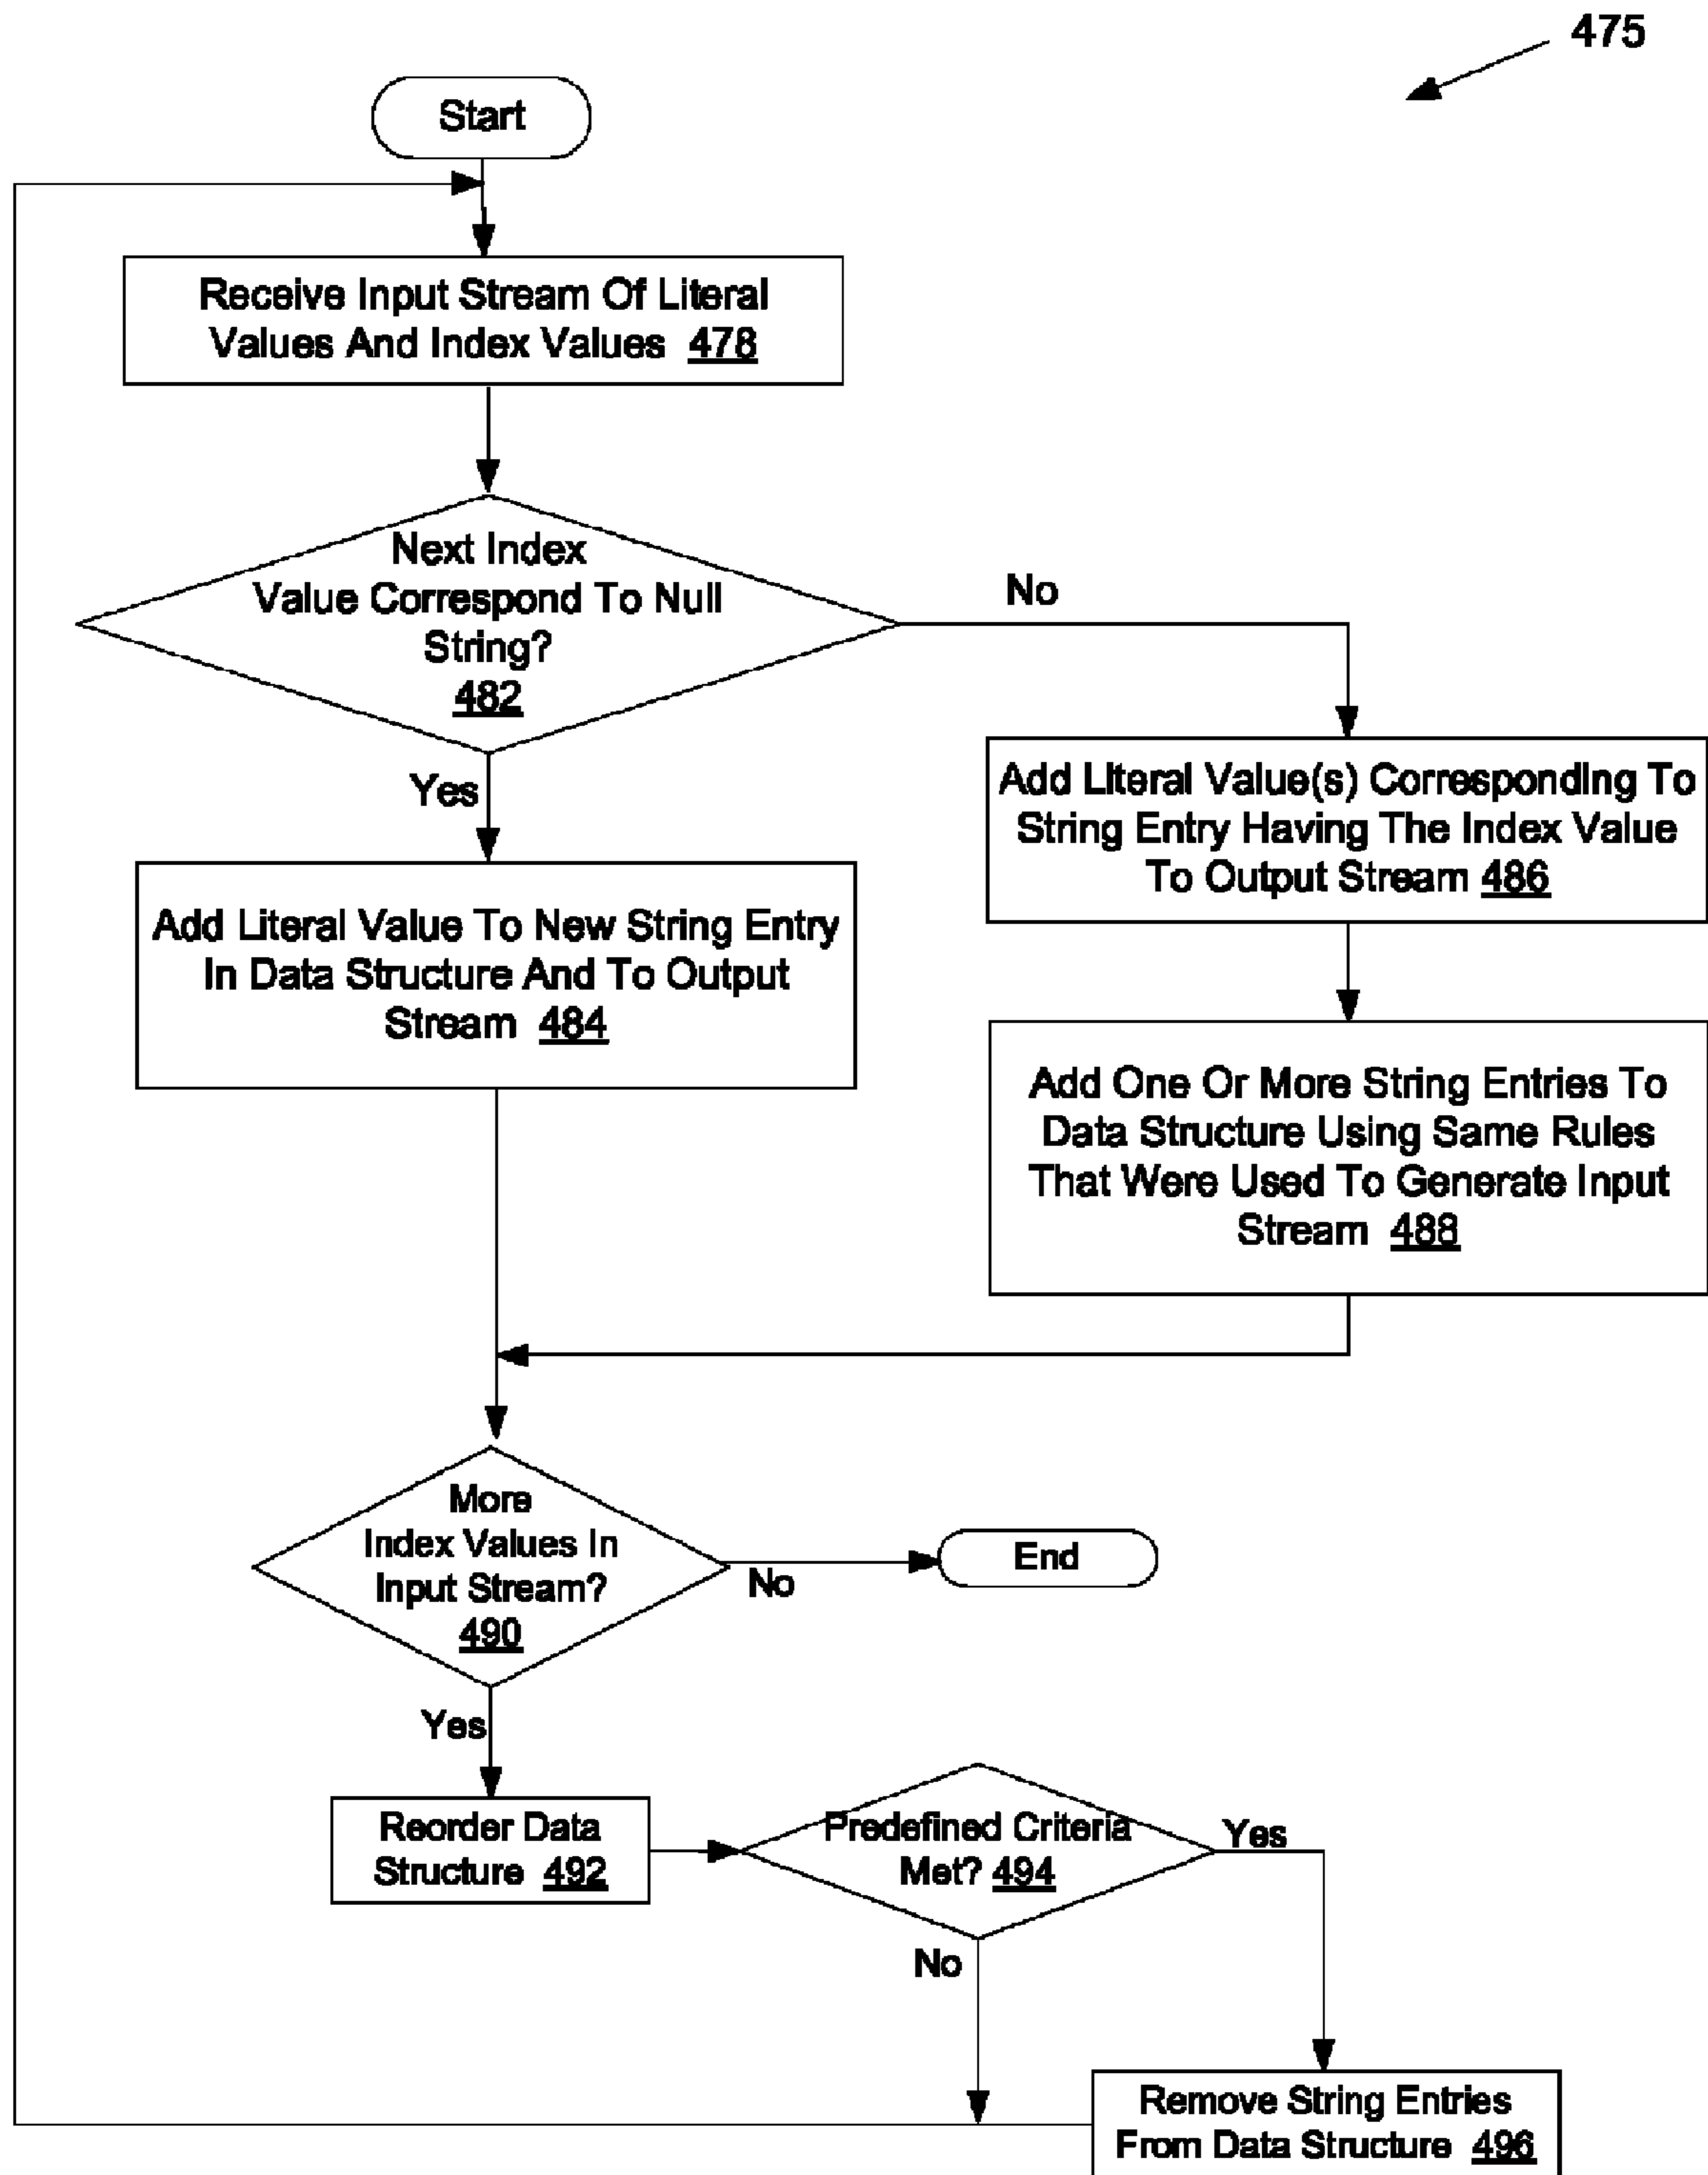 475
Start
Receive Input Stream Of Literal
Values And Index Values 478
Next Index
Value Correspond To Null
String?
482
No
Yes
Add Literal Value(s) Corresponding To
String Entry Having The Index Value
To Output Stream 486
Add Literal Value To New String Entry
In Data Structure And To Output
Stream 484
Add One Or More String Entries To
Data Structure Using Same Rules
That Were Used To Generate Input
Stream 488
More
Index Values In
Input Stream?
490
No
End
Yes
Reorder Data
Structure 492
Predefined Criteria
Met? 494
Yes
No
Remove String Entries
From Data Structure 496